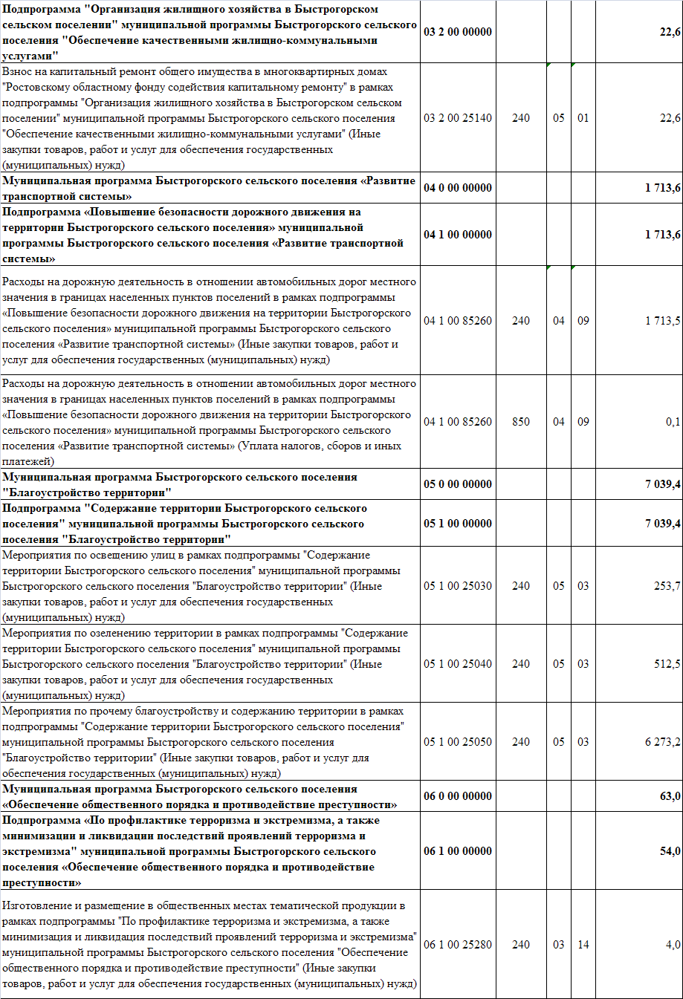 Подпрограмма "Организация жилищного хозяйства в Быстрогорском
сельском поселении" муниципальной программы Быстрогорского сельского
поселения "Обеспечение качественными жилищно-коммунальными
услугами"
03 2 00 00000
22,6
Взнос на капитальный ремонт общего имущества в многоквартирных домах
"Ростовскому областному фонду содействия капитальному ремонту" в рамках
подпрограммы "Организация жилищного хозяйства в Быстрогорском сельском
поселении" муниципальной программы Быстрогорского сельского поселения
"Обеспечение качественными жилищно-коммунальными услугами" (Иные
закупки товаров, работ и услуг для обеспечения государственных
(муниципальных) нужд)
03 2 00 25140 240 05 01 22,6
Муниципальная программа Быстрогорского сельского поселения «Развитие
транспортной системы»
04 0 00 00000
1 713,6
Подпрограмма «Повышение безопасности дорожного движения на
территории Быстрогорского сельского поселения» муниципальной
программы Быстрогорского сельского поселения «Развитие транспортной
системы»
04 1 00 00000
1 713,6
Расходы на дорожную деятельность в отношении автомобильных дорог местного
значения в границах населенных пунктов поселений в рамках подпрограммы
«Повышение безопасности дорожного движения на территории Быстрогорского
сельского поселения» муниципальной программы Быстрогорского сельского
поселения «Развитие транспортной системы» (Иные закупки товаров, работ и
услуг для обеспечения государственных (муниципальных) нужд)
04 1 00 85260 240 04 09 1 713,5
Расходы на дорожную деятельность в отношении автомобильных дорог местного
значения в границах населенных пунктов поселений в рамках подпрограммы
«Повышение безопасности дорожного движения на территории Быстрогорского
сельского поселения» муниципальной программы Быстрогорского сельского
поселения «Развитие транспортной системы» (Уплата налогов, сборов и иных
платежей)
04 1 00 85260 850 04 09 0,1
Муниципальная программа Быстрогорского сельского поселения
"Благоустройство территории"
05 0 00 00000
7 039,4
Подпрограмма "Содержание территории Быстрогорского сельского
поселения" муниципальной программы Быстрогорского сельского
поселения "Благоустройство территории"
05 1 00 00000
7 039,4
Мероприятия по освещению улиц в рамках подпрограммы "Содержание
территории Быстрогорского сельского поселения" муниципальной программы
Быстрогорского сельского поселения "Благоустройство территории" (Иные
закупки товаров, работ и услуг для обеспечения государственных
(муниципальных) нужд)
05 1 00 25030 240 05 03 253,7
Мероприятия по озеленению территории в рамках подпрограммы "Содержание
территории Быстрогорского сельского поселения" муниципальной программы
Быстрогорского сельского поселения "Благоустройство территории" (Иные
закупки товаров, работ и услуг для обеспечения государственных
(муниципальных) нужд)
05 1 00 25040 240 05 03 512,5
Мероприятия по прочему благоустройству и содержанию территории в рамках
подпрограммы "Содержание территории Быстрогорского сельского поселения"
муниципальной программы Быстрогорского сельского поселения
"Благоустройство территории" (Иные закупки товаров, работ и услуг для
обеспечения государственных (муниципальных) нужд)
05 1 00 25050 240 05 03 6 273,2
Муниципальная программа Быстрогорского сельского поселения
«Обеспечение общественного порядка и противодействие преступности»
06 0 00 00000
63,0
Подпрограмма «По профилактике терроризма и экстремизма, а также
минимизации и ликвидации последствий проявлений терроризма и
экстремизма" муниципальной программы Быстрогорского сельского
поселения «Обеспечение общественного порядка и противодействие
преступности»
06 1 00 00000
54,0
Изготовление и размещение в общественных местах тематической продукции в
рамках подпрограммы "По профилактике терроризма и экстремизма, а также
минимизация и ликвидация последствий проявлений терроризма и экстремизма"
муниципальной программы Быстрогорского сельского поселения "Обеспечение
общественного порядка и противодействие преступности" (Иные закупки
товаров, работ и услуг для обеспечения государственных (муниципальных) нужд)
06 1 00 25280 240 03 14 4,0